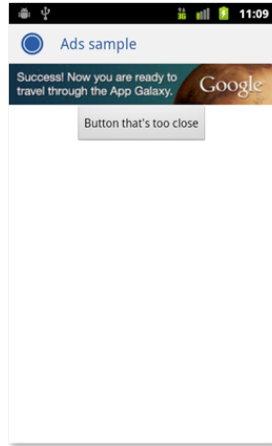 3G 11:09
Ads sample
Success! Now you are ready to
travel through the App Galaxy.
Google
Button that's too close